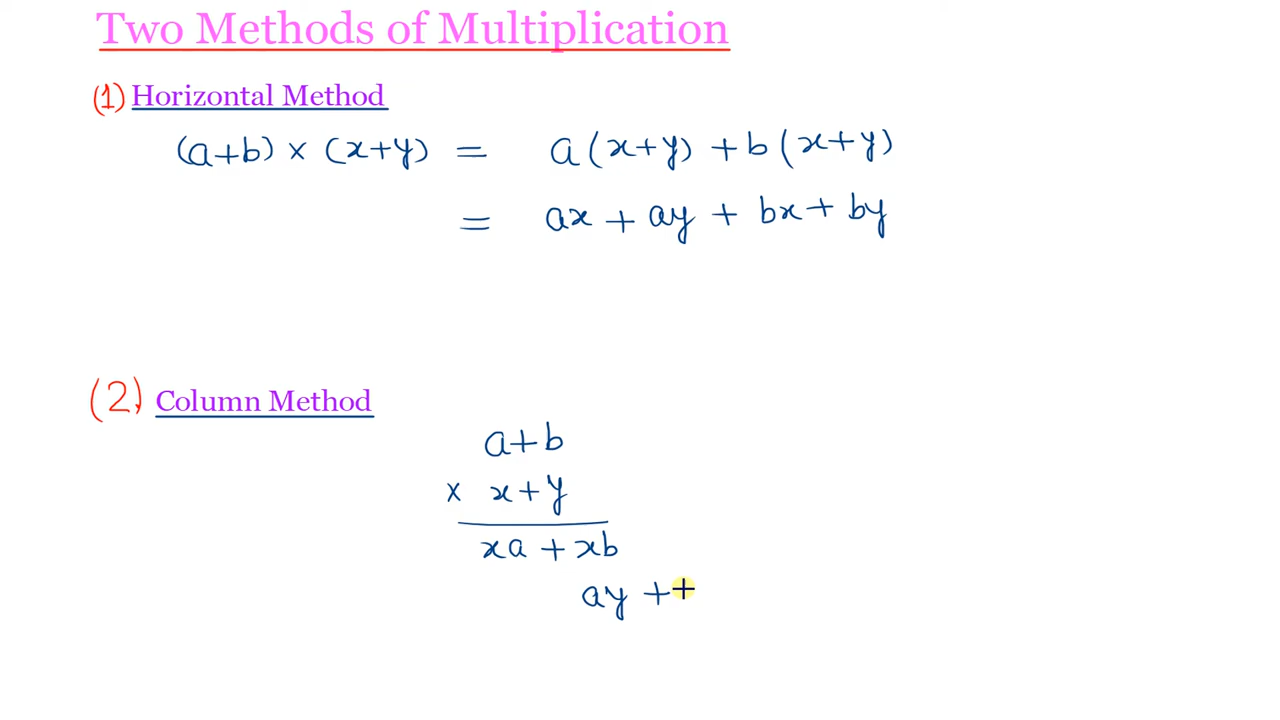 Two Methods of Multiplication
(1) Horizontal Method
(a+b) × (x+y) = a(x+y) + b(x+y)
= ax + ay + bx + by
(2) Column Method
a+b
× x+y
xa + xb
ay +